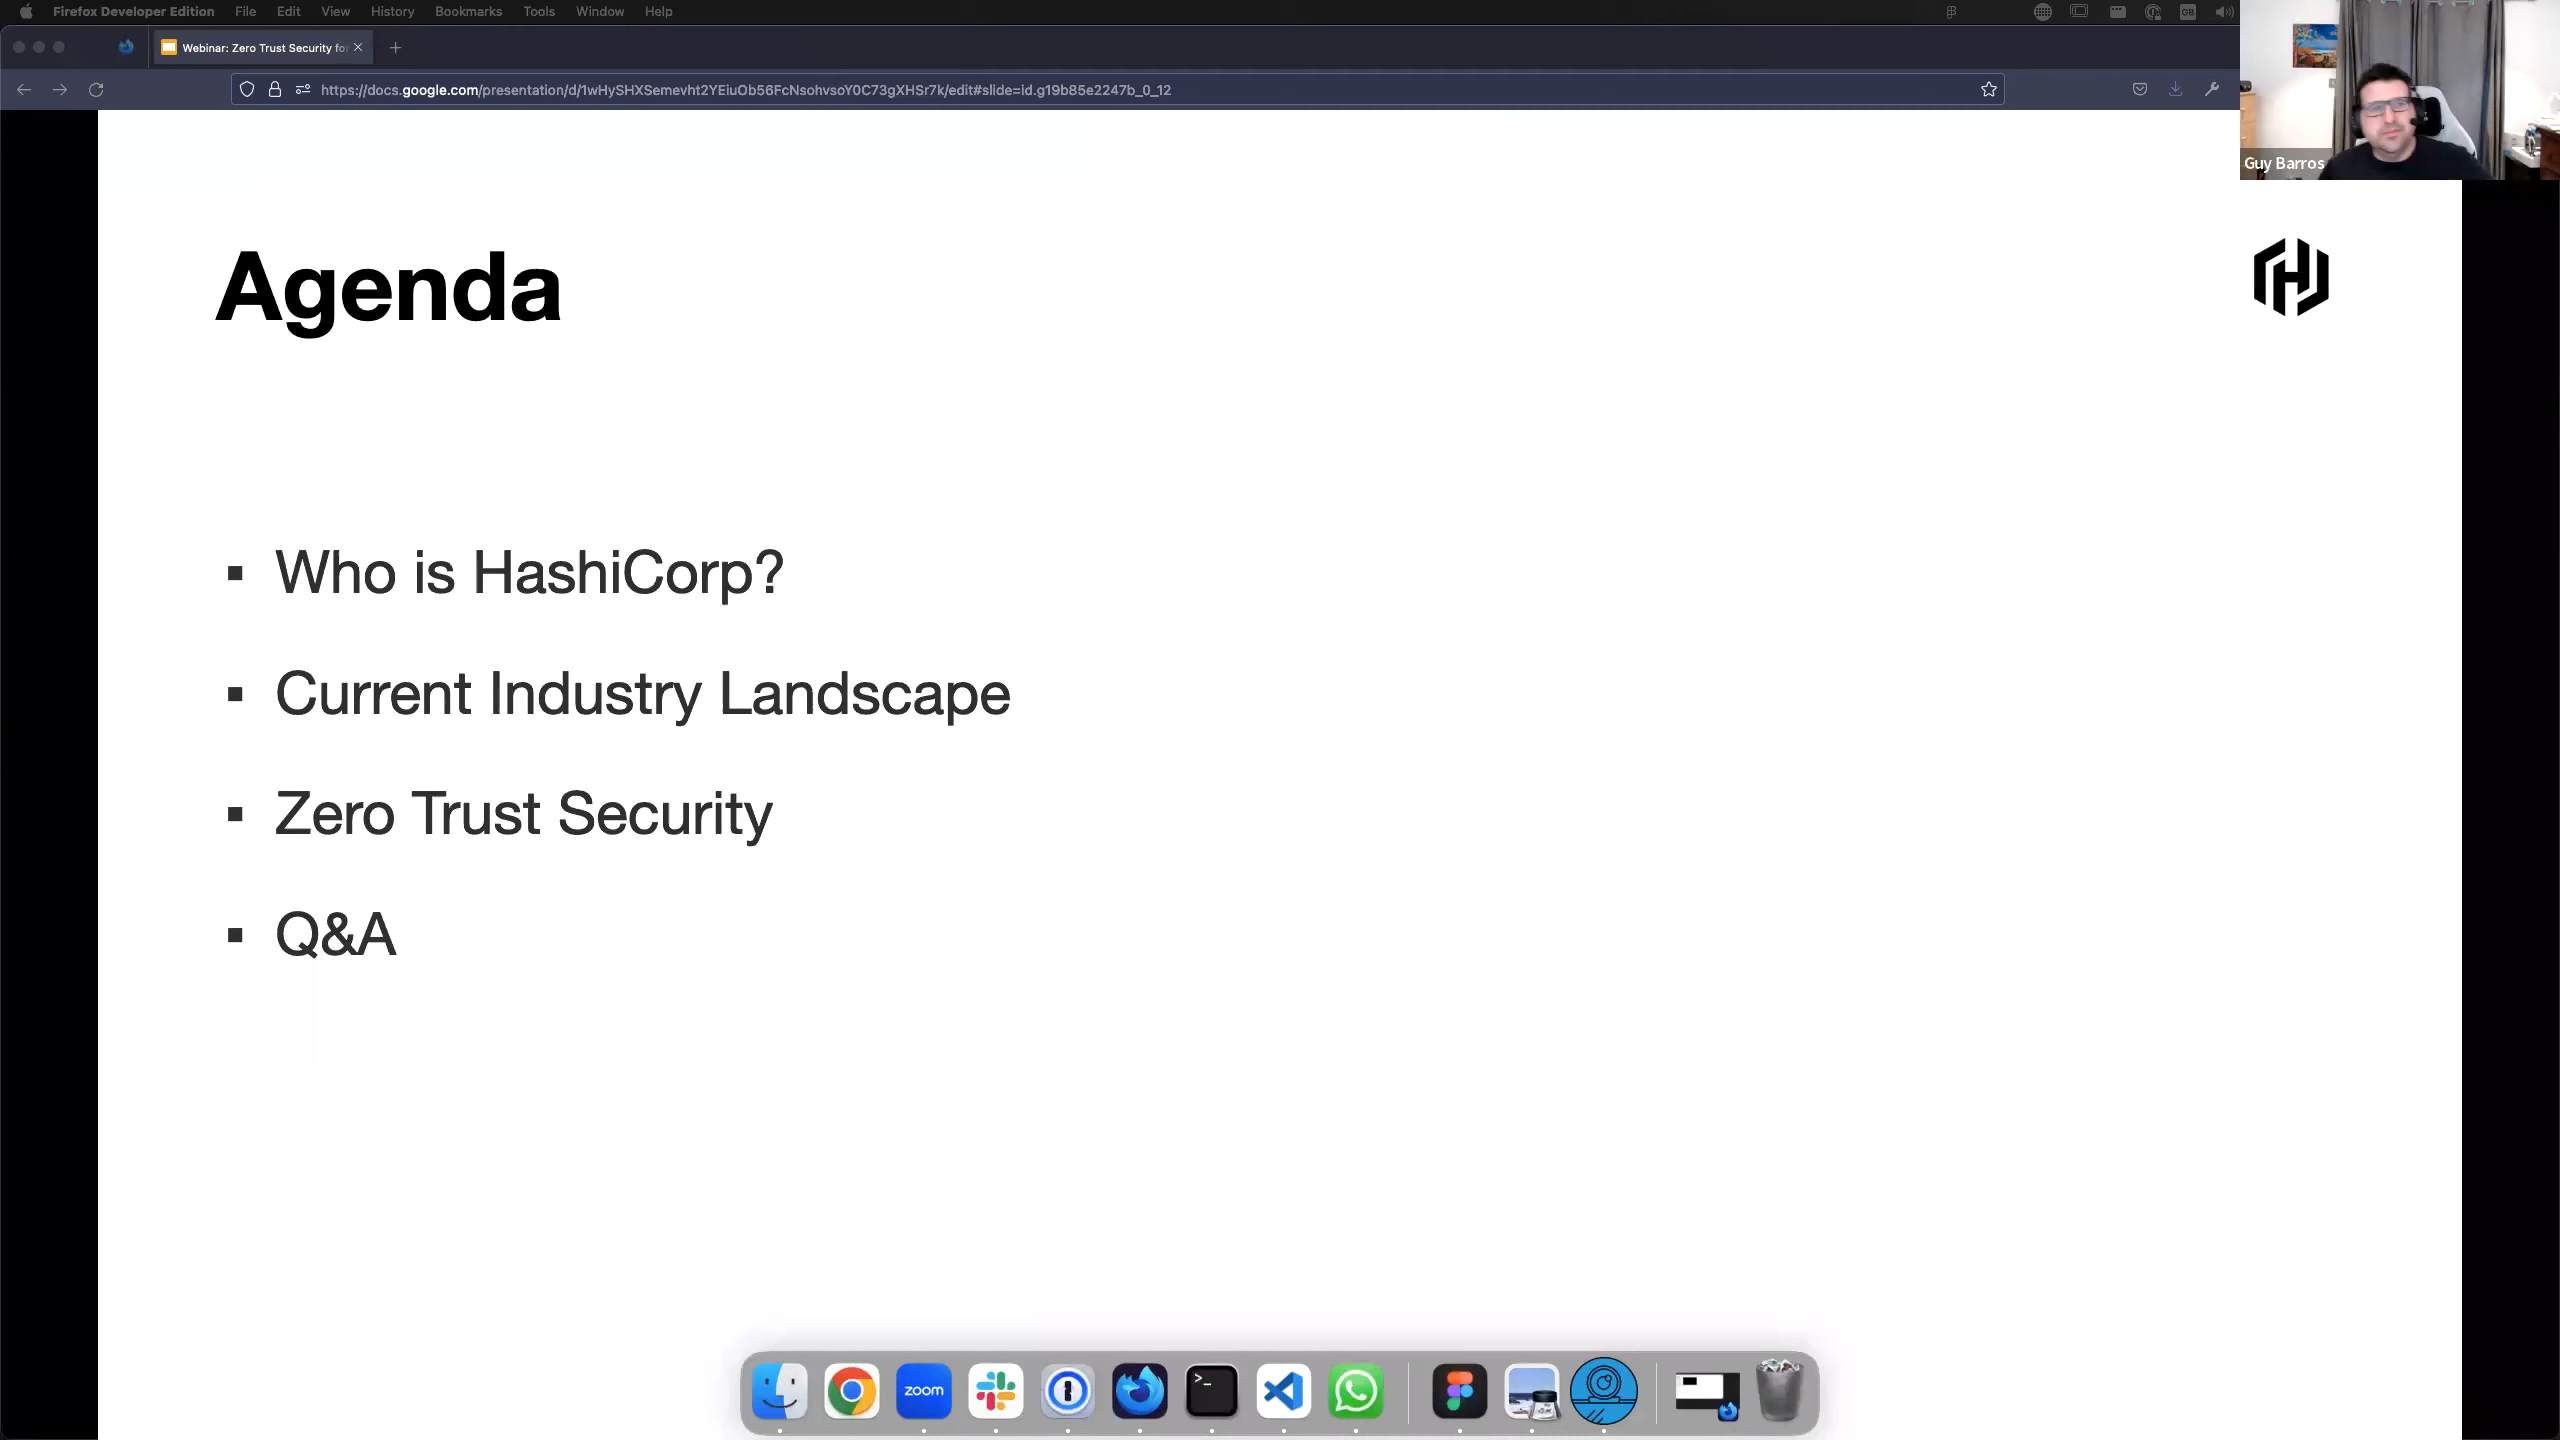 Firefox Developer Edition File Edit View History Bookmarks Tools Window Help
GB
Webinar: Zero Trust Security for
https://docs.google.com/presentation/d/1wHySHXSemevht2YEiuOb56FcNsohvsoY0C73gXHSr7k/edit#slide=id.g19b85e2247b_0_12
Guy Barros
Agenda
▪ Who is HashiCorp?
▪ Current Industry Landscape
▪ Zero Trust Security
▪ Q&A
zoom
>_